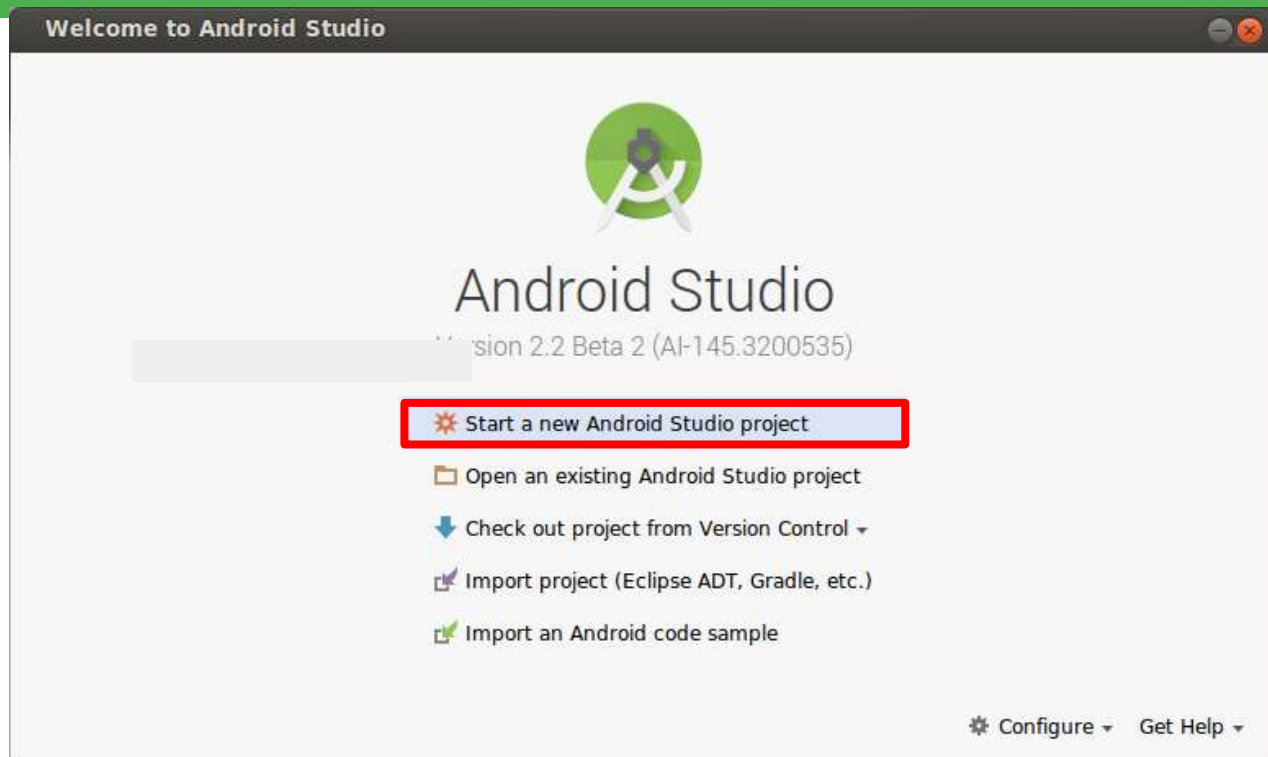 Welcome to Android Studio
Android Studio
2.2 Beta 2 (AI-145.3200535)
Start a new Android Studio project
Open an existing Android Studio project
Check out project from Version Control
Import project (Eclipse ADT, Gradle, etc.)
Import an Android code sample
Configure Get Help